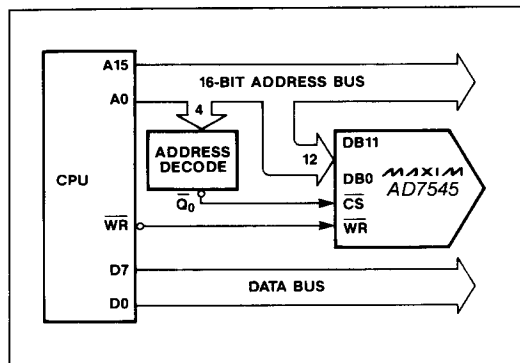 A15
16-BIT ADDRESS BUS
A0
4
ADDRESS
DECODE
12
DB11
CPU
DB0
MAXIM
AD7545
Q̅0
C̅S̅
W̅R̅
W̅R̅
D7
DATA BUS
D0